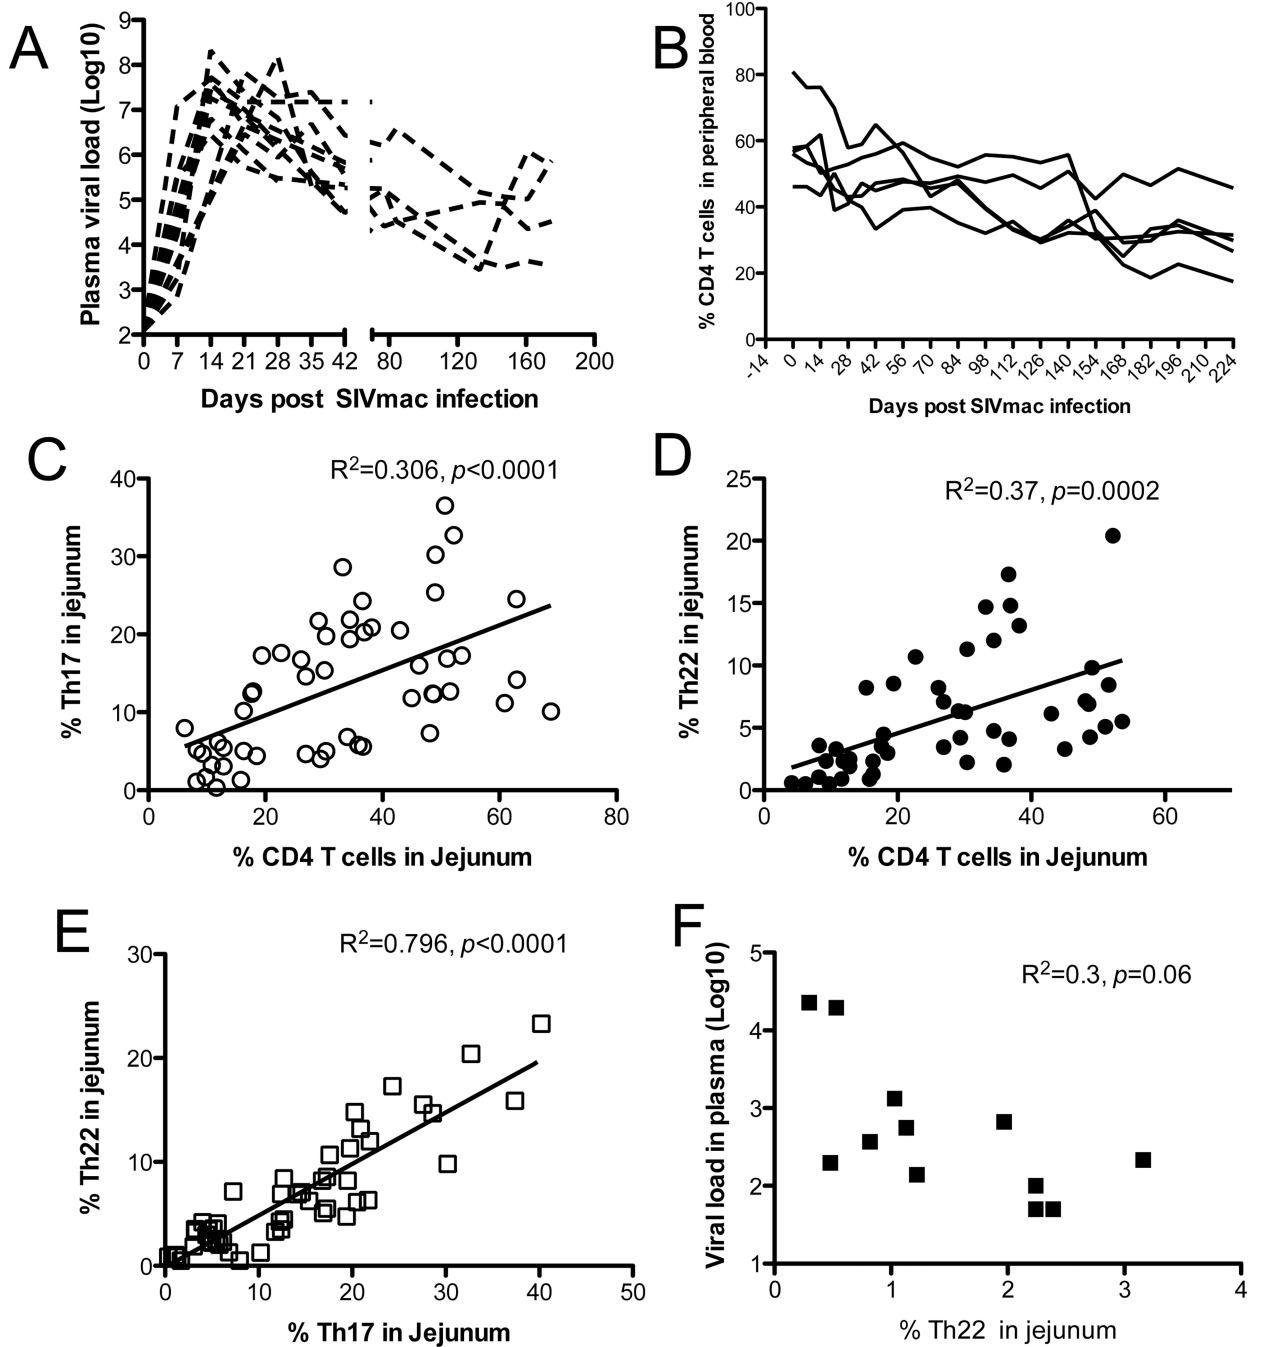 A
Plasma viral load (Log10)
9
8
7
6
5
4
3
2
0 7 14 21 28 35 42 80 120 160 200
Days post SIVmac infection
B
% CD4 T cells in peripheral blood
100
80
60
40
20
0
-14 0 14 28 42 56 70 84 98 112 126 140 154 168 182 196 210 224
Days post SIVmac infection
C
R2=0.306, p<0.0001
% Th17 in jejunum
40
30
20
10
0
0 20 40 60 80
% CD4 T cells in Jejunum
D
R2=0.37, p=0.0002
% Th22 in jejunum
25
20
15
10
5
0
0 20 40 60
% CD4 T cells in Jejunum
E
R2=0.796, p<0.0001
% Th22 in jejunum
30
20
10
0
0 10 20 30 40 50
% Th17 in Jejunum
F
R2=0.3, p=0.06
Viral load in plasma (Log10)
5
4
3
2
1
0 1 2 3 4
% Th22 in jejunum